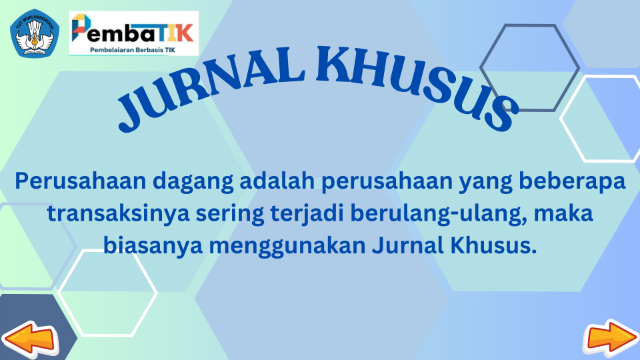 PembaTIK
Pembelajaran Berbasis TIK
JURNAL KHUSUS
Perusahaan dagang adalah perusahaan yang beberapa
transaksinya sering terjadi berulang-ulang, maka
biasanya menggunakan Jurnal Khusus.